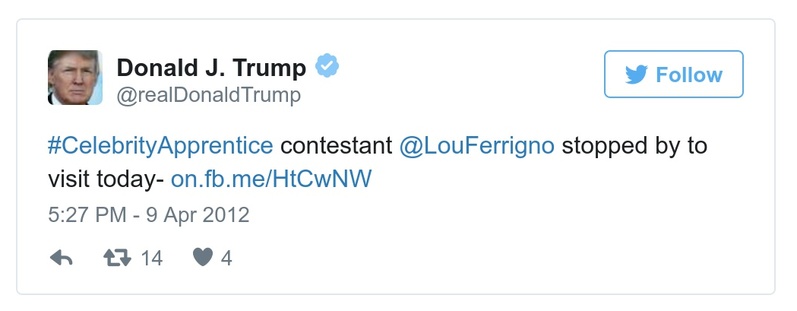 Donald J. Trump
@realDonaldTrump
Follow
#CelebrityApprentice contestant @LouFerrigno stopped by to
visit today- on.fb.me/HtCwNW
5:27 PM - 9 Apr 2012
14 4